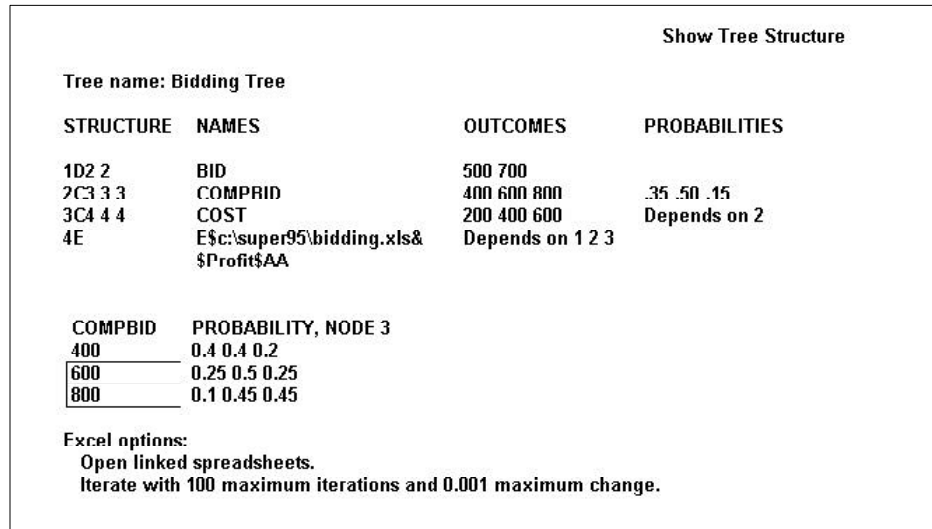 Show Tree Structure
Tree name: Bidding Tree
STRUCTURE NAMES OUTCOMES PROBABILITIES
1D2 2 BID 500 700
2C3 3 3 COMPBID 400 600 800 .35 .50 .15
3C4 4 4 COST 200 400 600 Depends on 2
4E E$c:\super95\bidding.xls& Depends on 1 2 3
$Profit$AA
COMPBID PROBABILITY, NODE 3
400 0.4 0.4 0.2
600 0.25 0.5 0.25
800 0.1 0.45 0.45
Excel options:
Open linked spreadsheets.
Iterate with 100 maximum iterations and 0.001 maximum change.